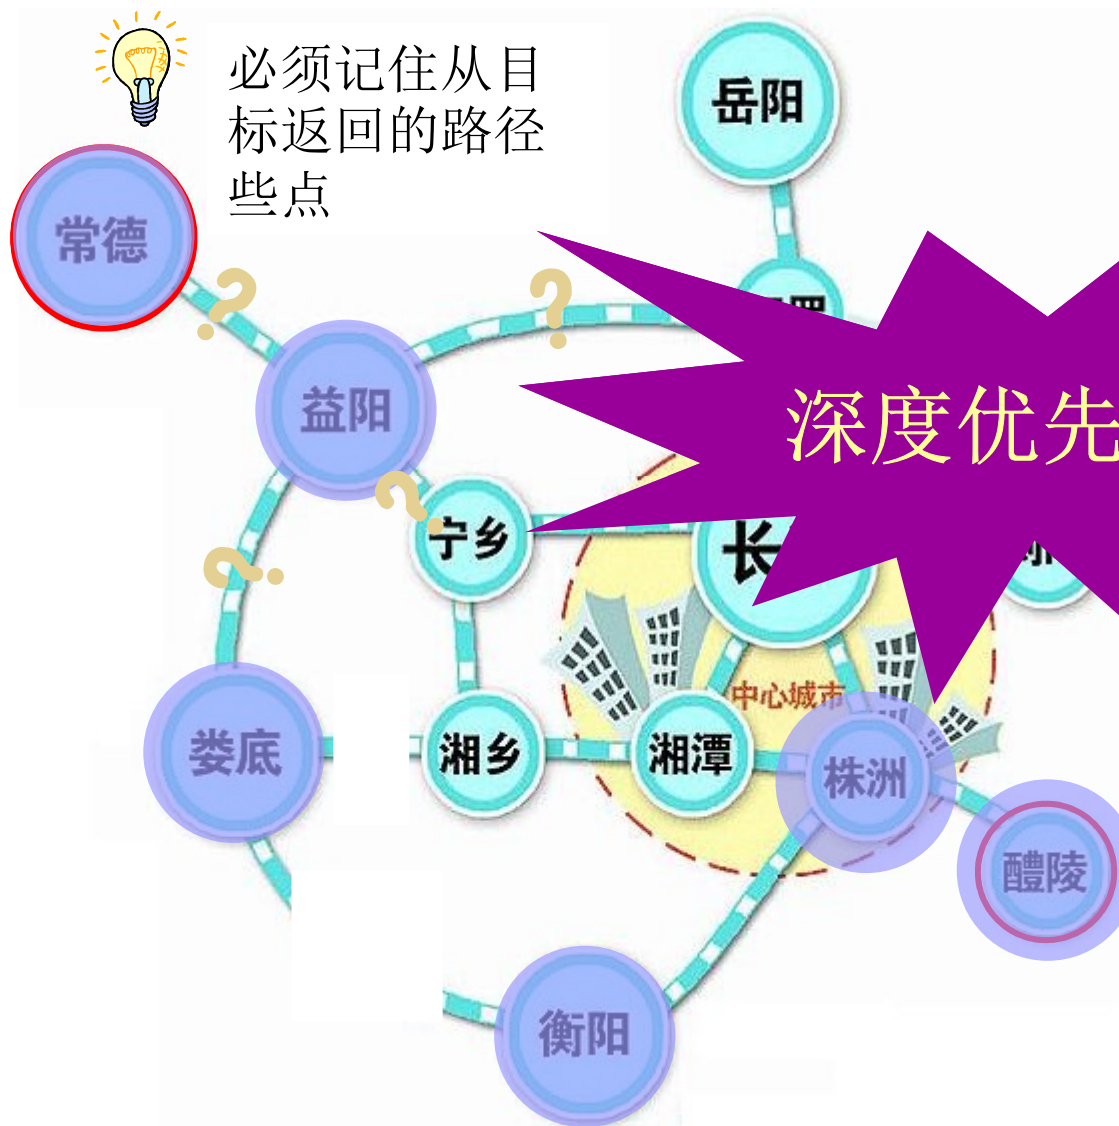 必须记住从目
标返回的路径
些点
岳阳
常德
深度优先
益阳
宁乡
长
中心城市
娄底
湘乡
湘潭
株洲
醴陵
衡阳